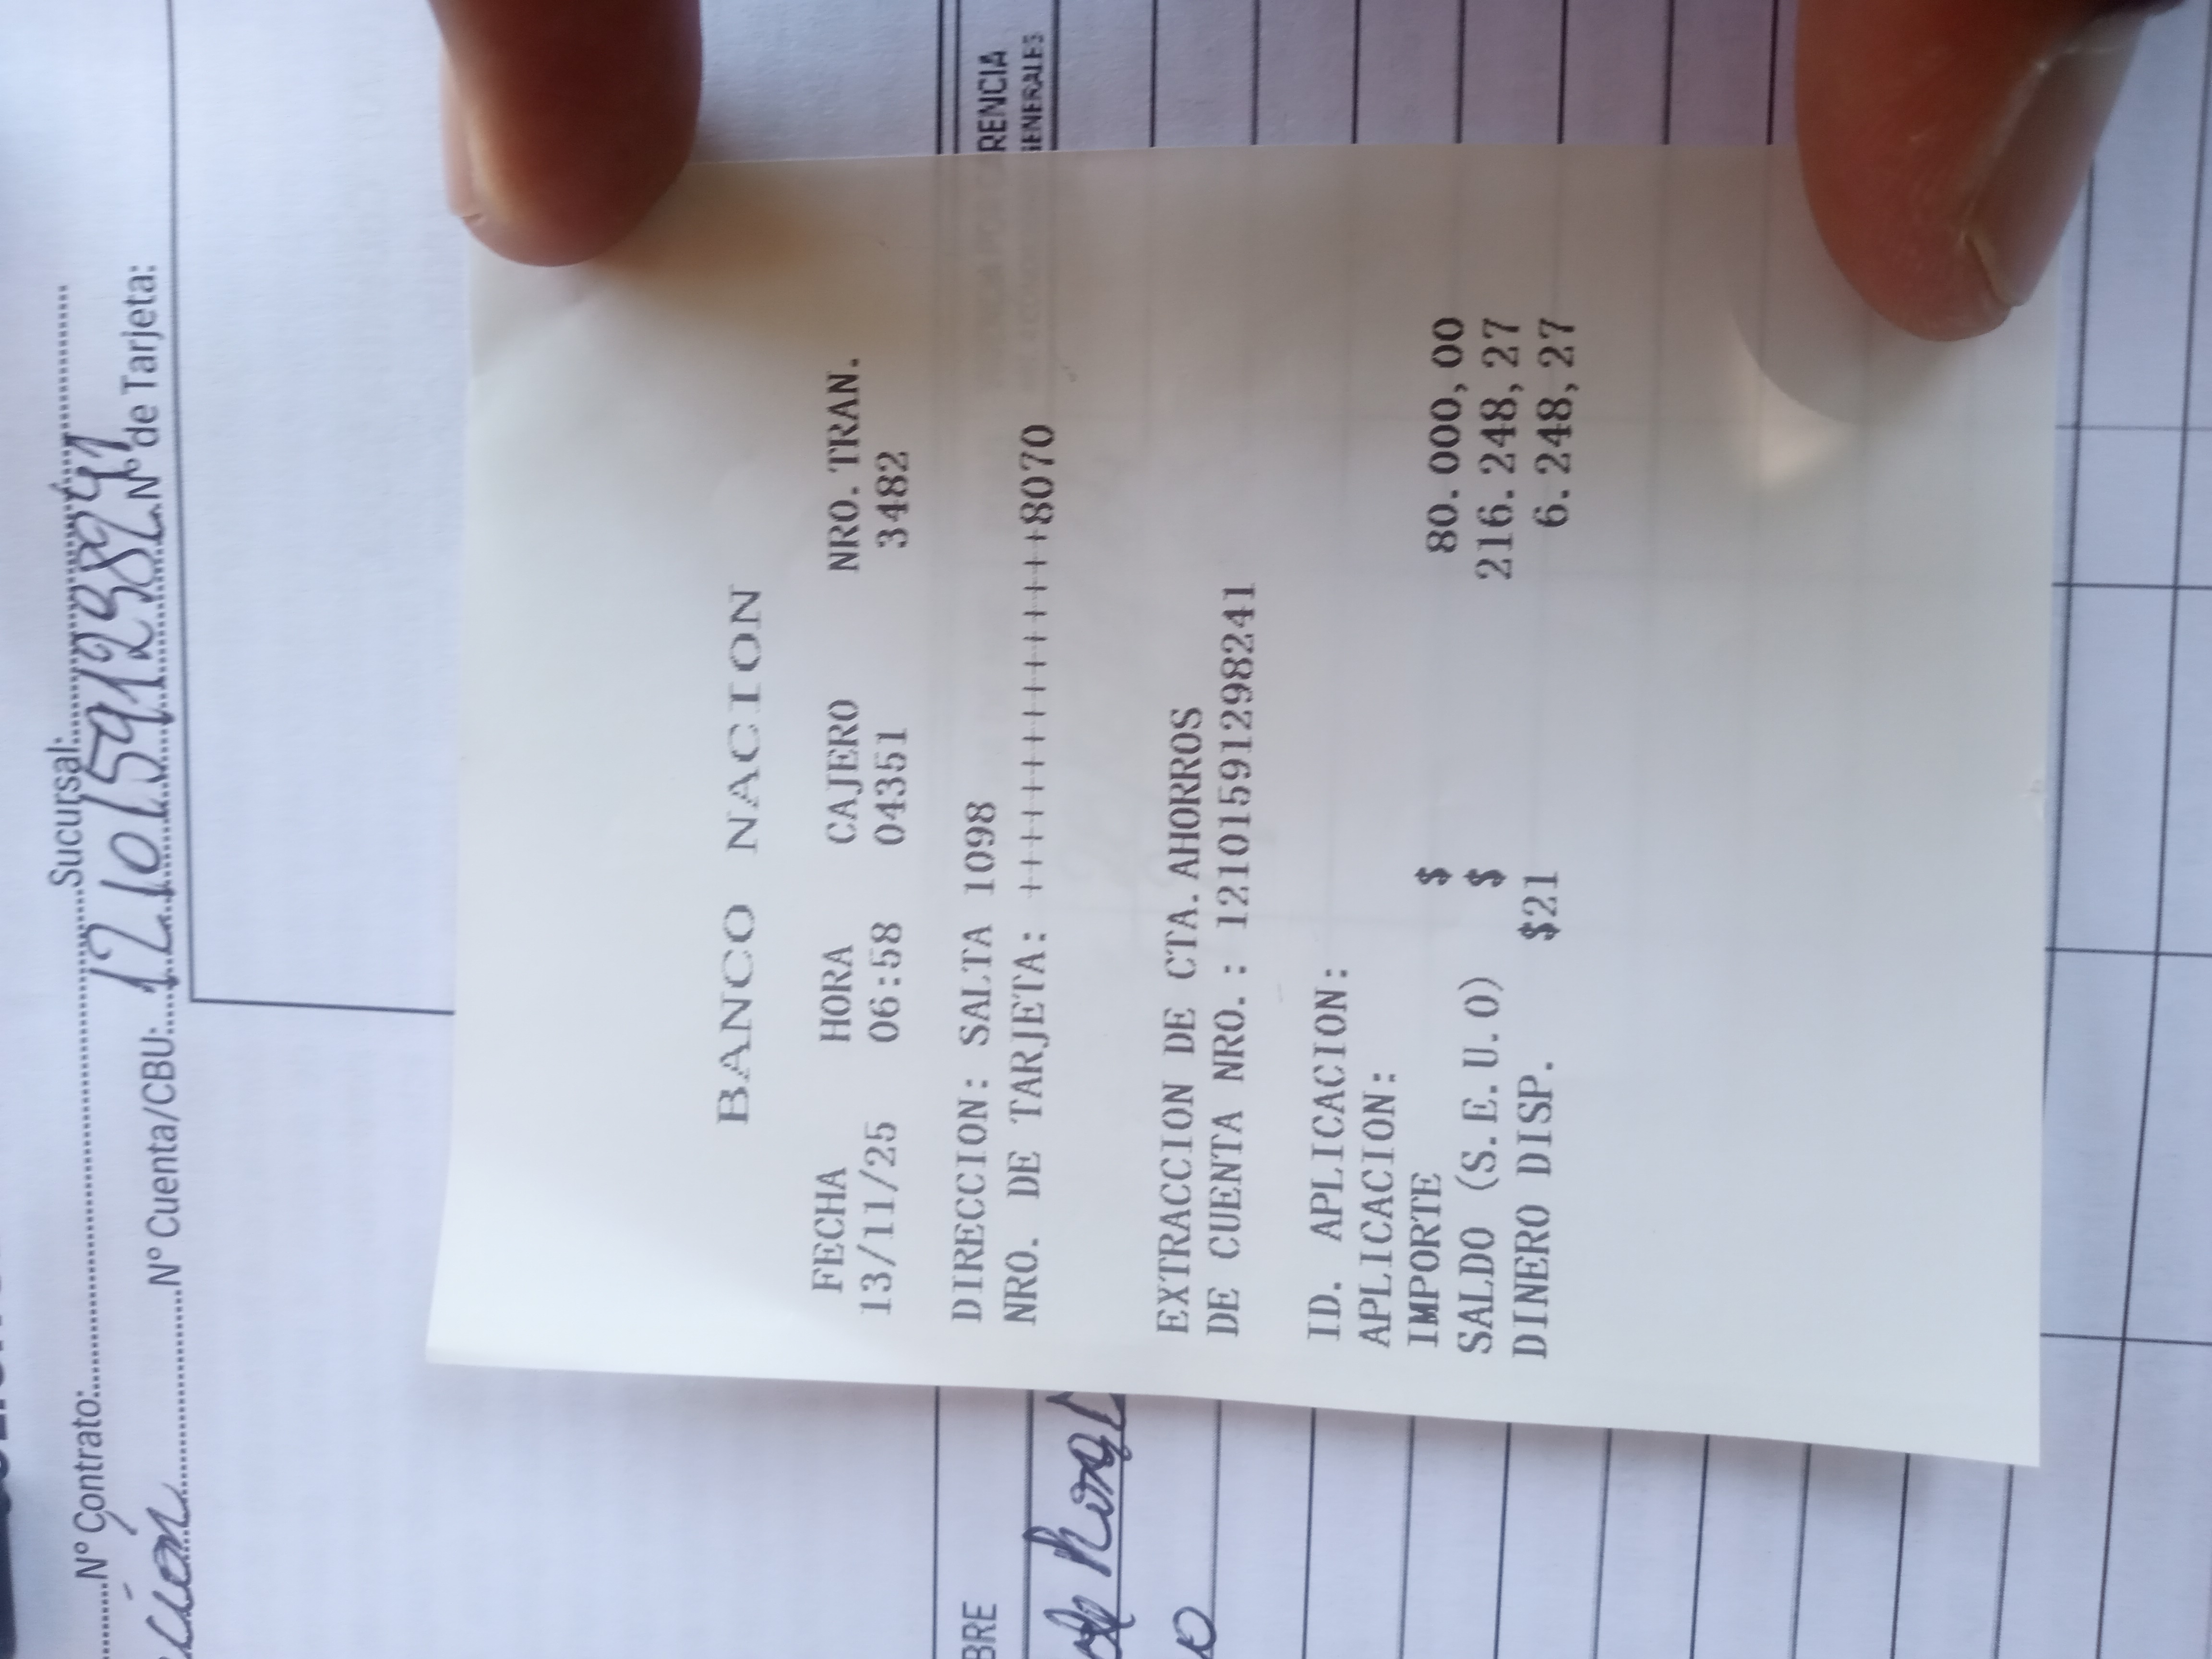 Nº Contrato: Sucursal:
Nº Cuenta/CBU: Nº de Tarjeta:
RENCIA
GENERALES
BANCO NACION
FECHA HORA CAJERO NRO. TRAN.
13/11/25 06:58 04351 3482
DIRECCION: SALTA 1098
NRO. DE TARJETA: ++++++++++++++8070
EXTRACCION DE CTA.AHORROS
DE CUENTA NRO. : 12101591298241
ID. APLICACION:
APLICACION:
IMPORTE $ 80.000,00
SALDO (S.E.U.O) $ 216.248,27
DINERO DISP. $21 6.248,27
BRE